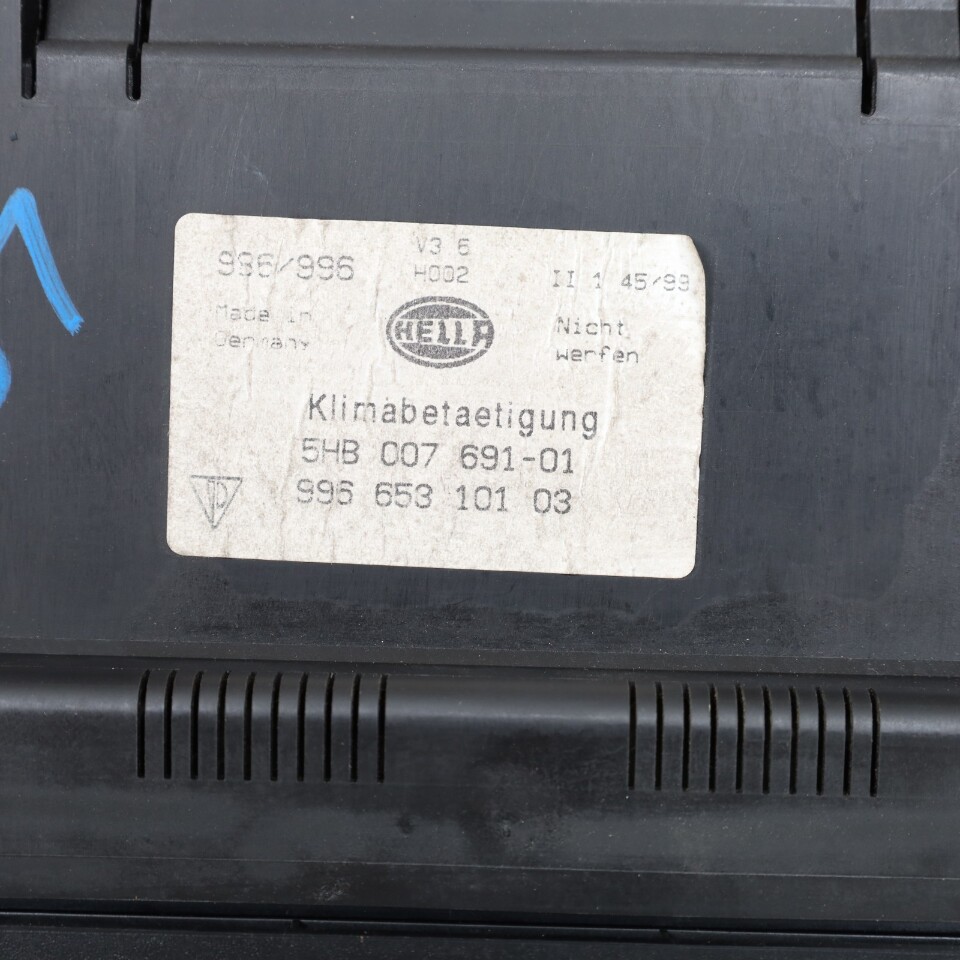 996/996
V3 5
H002
II 1 45/99
Made in
Germany
HELLA
Nicht
werfen
Klimabetaetigung
5HB 007 691-01
996 653 101 03